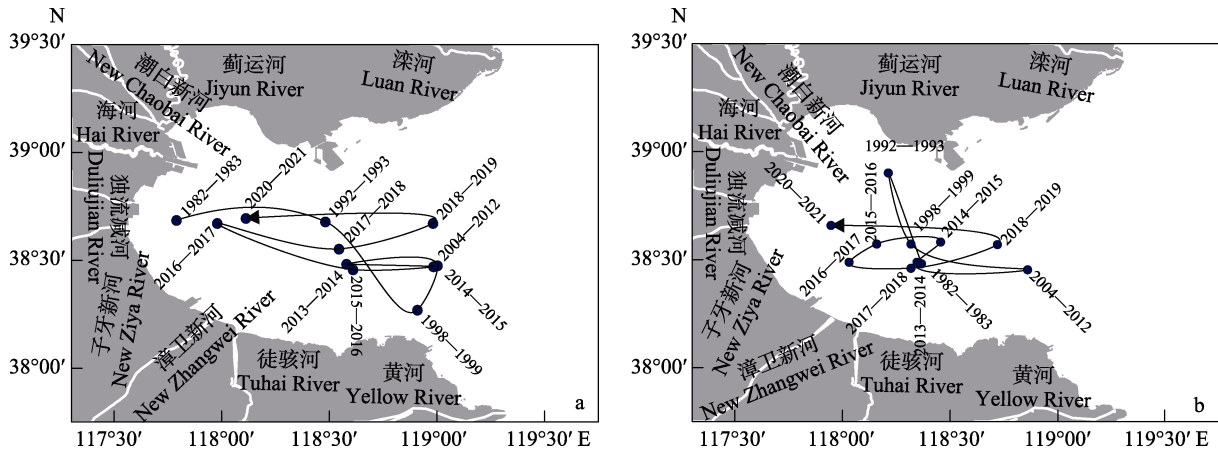 N
39°30′
39°00′
38°30′
38°00′
117°30′
118°00′
118°30′
119°00′
119°30′ E
潮白新河
New Chaobai River
蓟运河
Jiyun River
滦河
Luan River
海河
Hai River
独流减河
Duliujian River
子牙新河
New Ziya River
漳卫新河
New Zhangwei River
徒骇河
Tuhai River
黄河
Yellow River
1982—1983
2020—2021
1992—1993
2017—2018
2018—2019
2016—2017
2004—2012
2013—2014
2015—2016
2014—2015
1998—1999
a
N
39°30′
39°00′
38°30′
38°00′
117°30′
118°00′
118°30′
119°00′
119°30′ E
潮白新河
New Chaobai River
蓟运河
Jiyun River
滦河
Luan River
海河
Hai River
独流减河
Duliujian River
子牙新河
New Ziya River
漳卫新河
New Zhangwei River
徒骇河
Tuhai River
黄河
Yellow River
1992—1993
2020—2021
2015—2016
1998—1999
2014—2015
2018—2019
2016—2017
2017—2018
2013—2014
1982—1983
2004—2012
b